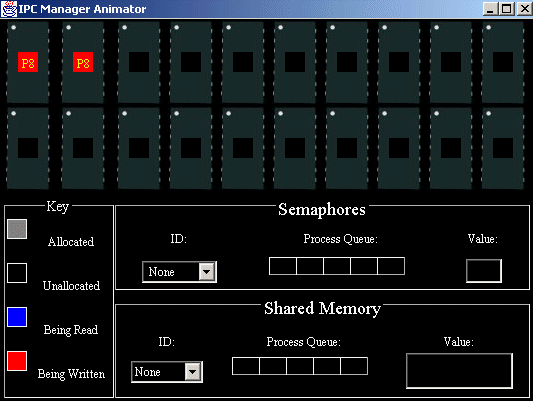 IPC Manager Animator
P8 P8
Key
Allocated
Unallocated
Being Read
Being Written
Semaphores
ID: Process Queue: Value:
None
Shared Memory
ID: Process Queue: Value:
None